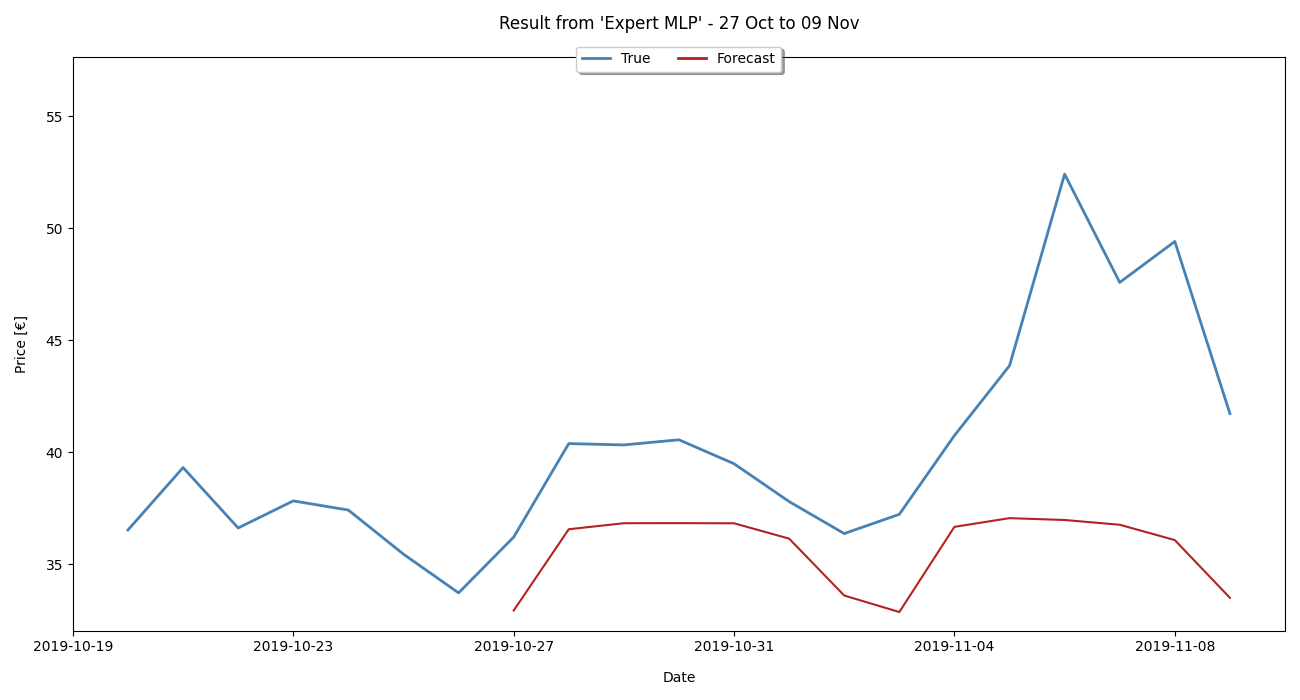 Result from 'Expert MLP' - 27 Oct to 09 Nov
True Forecast
55
50
45
40
35
Price [€]
2019-10-19 2019-10-23 2019-10-27 2019-10-31 2019-11-04 2019-11-08
Date